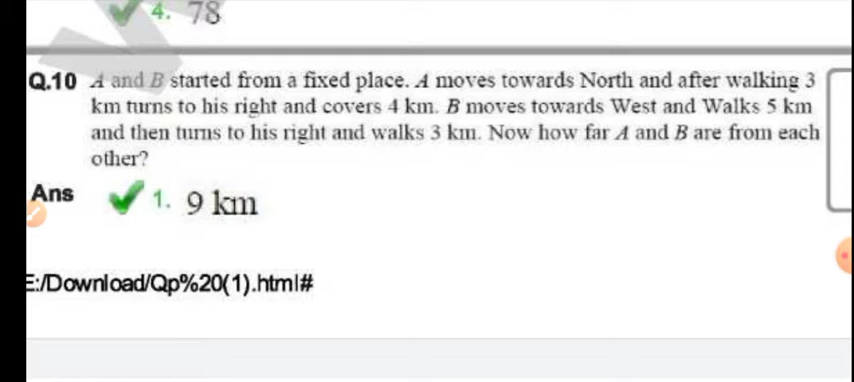 4. 78
Q.10 A and B started from a fixed place. A moves towards North and after walking 3
km turns to his right and covers 4 km. B moves towards West and Walks 5 km
and then turns to his right and walks 3 km. Now how far A and B are from each
other?
Ans 1. 9 km
E:/Download/Qp%20(1).html#